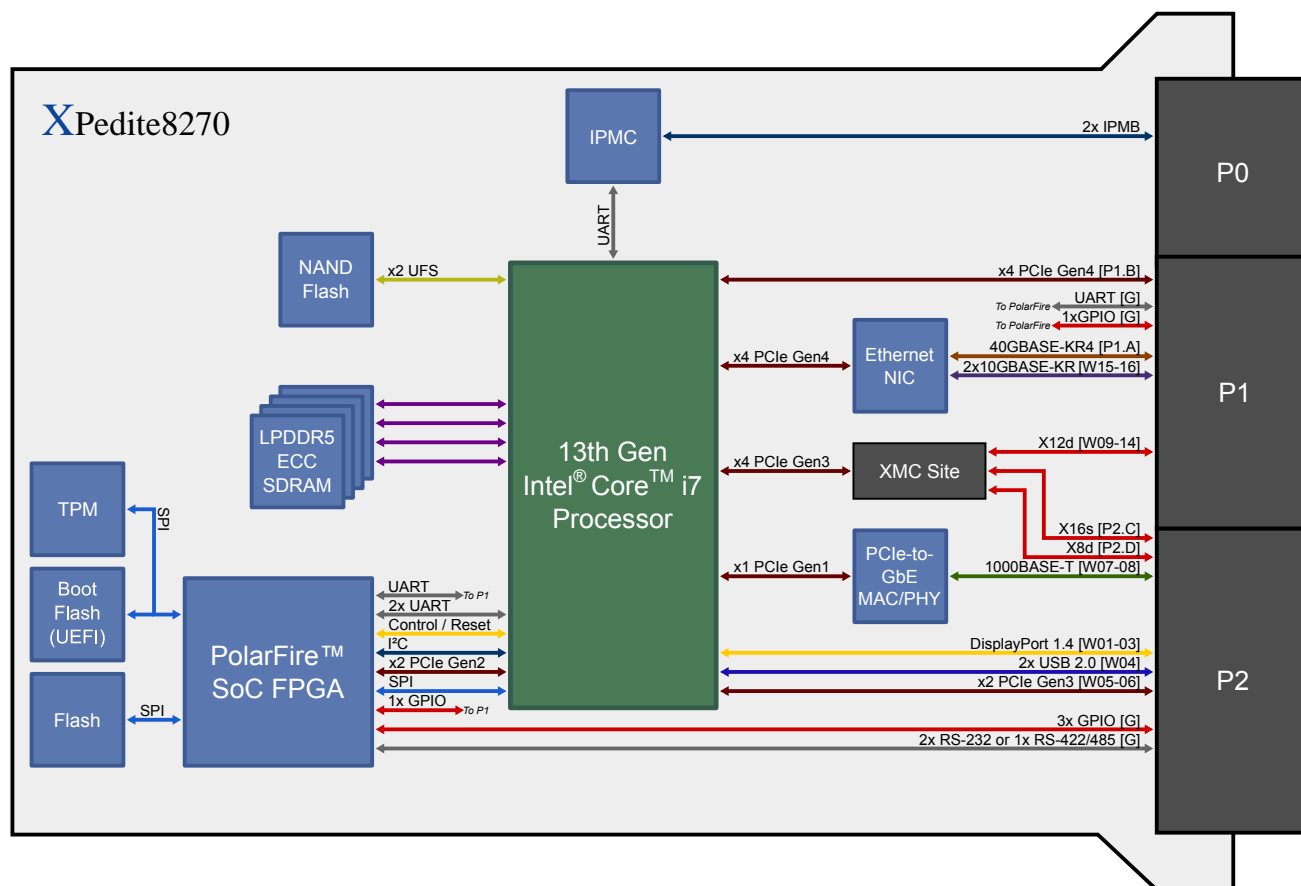 XPedite8270
IPMC
2x IPMB
P0
UART
NAND
Flash
x2 UFS
x4 PCIe Gen4 [P1.B]
To PolarFire
UART [G]
To PolarFire
1xGPIO [G]
x4 PCIe Gen4
Ethernet
NIC
40GBASE-KR4 [P1.A]
2x10GBASE-KR [W15-16]
P1
LPDDR5
ECC
SDRAM
13th Gen
Intel® Core™ i7
Processor
x4 PCIe Gen3
XMC Site
X12d [W09-14]
X16s [P2.C]
X8d [P2.D]
TPM
SPI
Boot
Flash
(UEFI)
x1 PCIe Gen1
PCIe-to-
GbE
MAC/PHY
1000BASE-T [W07-08]
PolarFire™
SoC FPGA
UART
To P1
2x UART
Control / Reset
I²C
x2 PCIe Gen2
SPI
1x GPIO
To P1
DisplayPort 1.4 [W01-03]
2x USB 2.0 [W04]
x2 PCIe Gen3 [W05-06]
P2
Flash
SPI
3x GPIO [G]
2x RS-232 or 1x RS-422/485 [G]